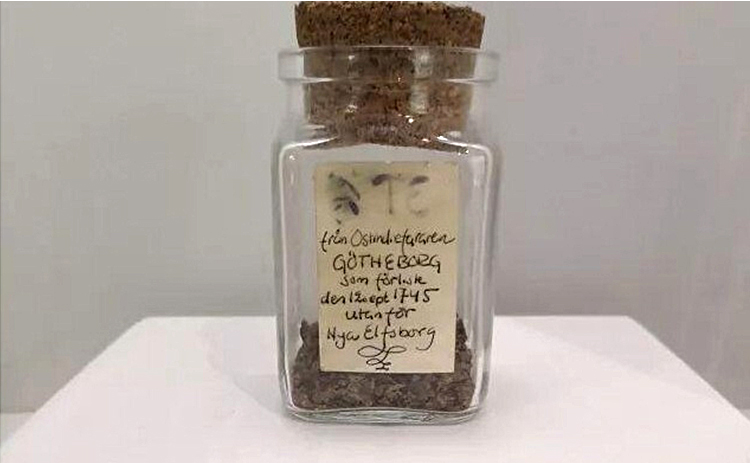 från Ostindiefararen
GÖTHEBORG
som förliste
den 12 sept 1745
utanför
Nya Elfsborg